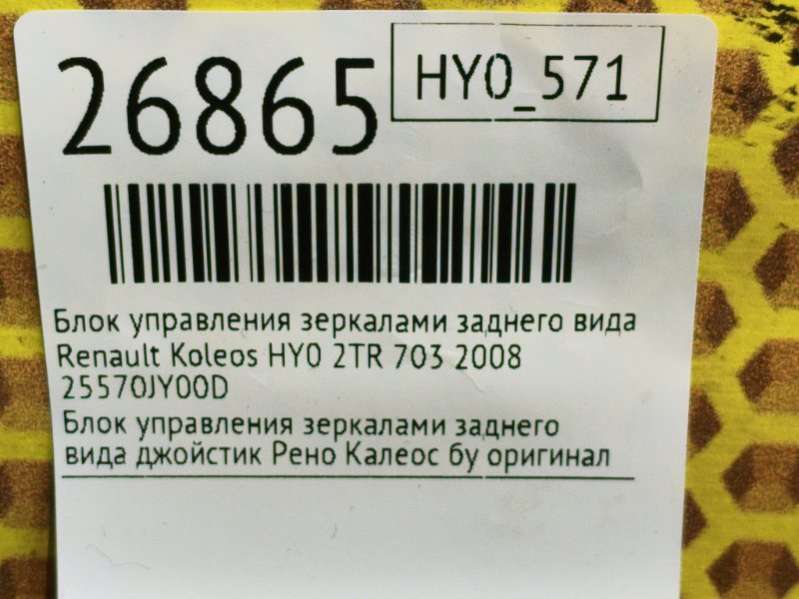 26865
HY0_571
Блок управления зеркалами заднего вида
Renault Koleos HY0 2TR 703 2008
25570JY00D
Блок управления зеркалами заднего
вида джойстик Рено Калеос бу оригинал